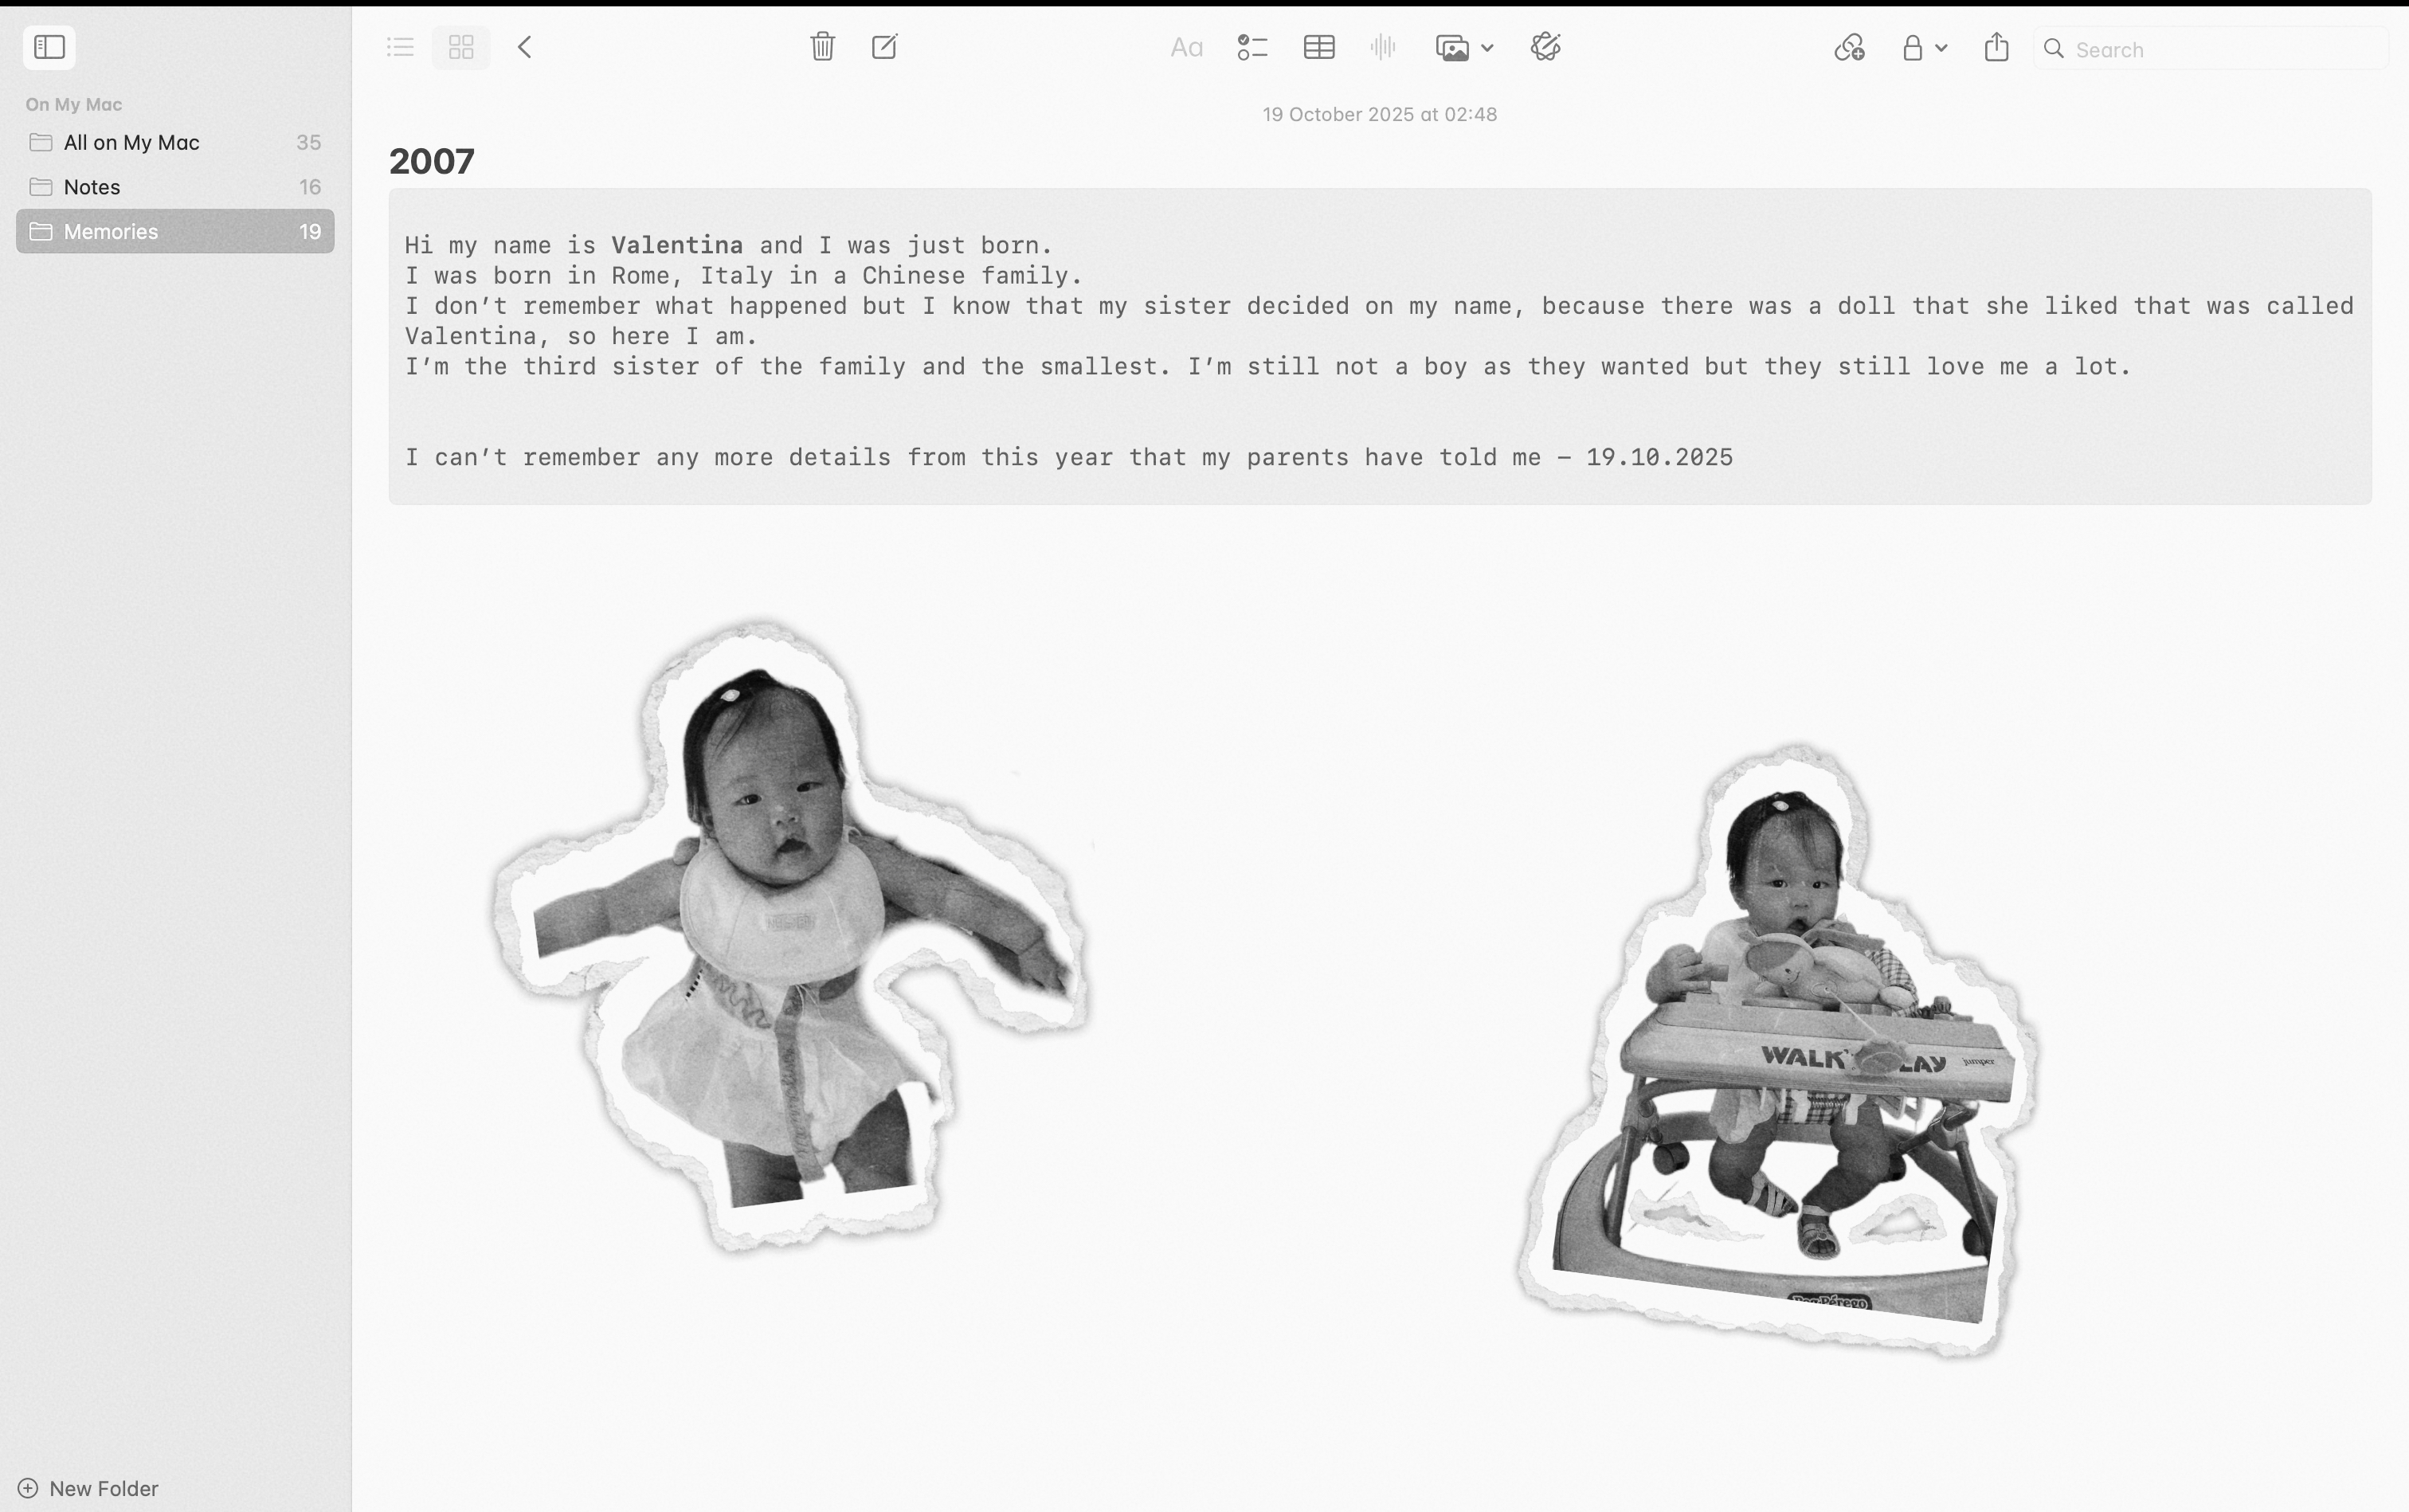 On My Mac
All on My Mac 35
Notes 16
Memories 19
New Folder
Aa
Search
19 October 2025 at 02:48
2007
Hi my name is Valentina and I was just born.
I was born in Rome, Italy in a Chinese family.
I don’t remember what happened but I know that my sister decided on my name, because there was a doll that she liked that was called
Valentina, so here I am.
I’m the third sister of the family and the smallest. I’m still not a boy as they wanted but they still love me a lot.
I can’t remember any more details from this year that my parents have told me – 19.10.2025
WALK LAY jumper
Peg-Pérego